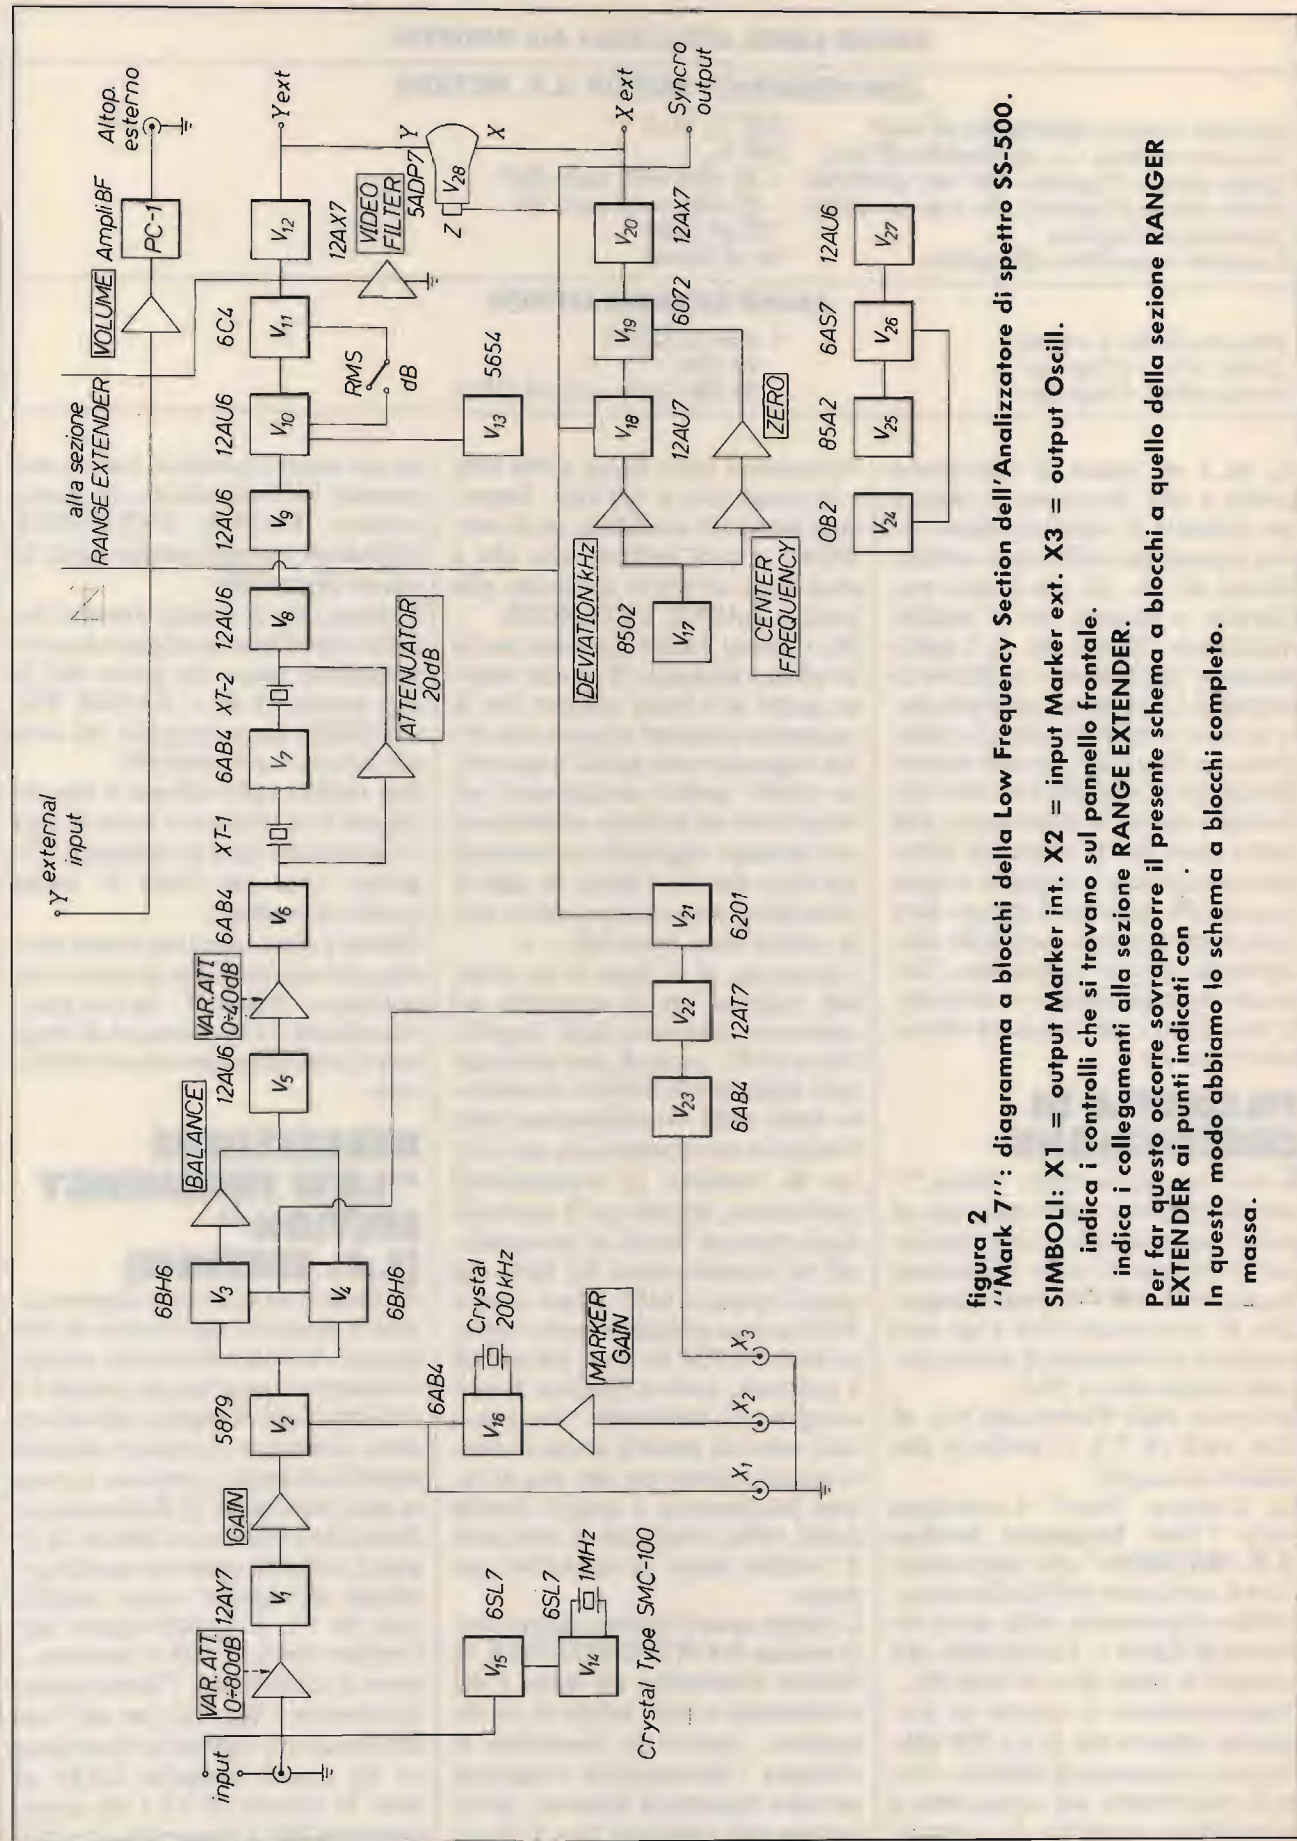 Y external
input
alla sezione
RANGE EXTENDER
VOLUME
Ampli BF
PC-1
Altop.
esterno
input
VAR. ATT.
0÷80dB
V1
12AY7
GAIN
5879
V2
6BH6
V3
BALANCE
V4
6BH6
12AU6
V5
VAR. ATT
0÷40dB
6AB4
V6
XT-1
6AB4
V7
XT-2
ATTENUATOR
20dB
12AU6
V8
12AU6
V9
12AU6
V10
RMS
dB
V13
5654
6C4
V11
V12
12AX7
Y ext
VIDEO
FILTER
5ADP7
V28
Y
X
Z
X ext
Syncro
output
6SL7
V15
6SL7
V14
1MHz
Crystal Type SMC-100
6AB4
V16
Crystal
200 kHz
MARKER
GAIN
X1
X2
X3
V23
6AB4
V22
12AT7
V21
6201
8502
V17
DEVIATION kHz
CENTER
FREQUENCY
V18
12AU7
ZERO
V19
6072
V20
12AX7
OB2
V24
85A2
V25
6AS7
V26
12AU6
V27
figura 2
''Mark 7'': diagramma a blocchi della Low Frequency Section dell'Analizzatore di spettro SS-500.
SIMBOLI: X1 = output Marker int. X2 = input Marker ext. X3 = output Oscill.
indica i controlli che si trovano sul pannello frontale.
indica i collegamenti alla sezione RANGE EXTENDER.
Per far questo occorre sovrapporre il presente schema a blocchi a quello della sezione RANGER
EXTENDER ai punti indicati con .
In questo modo abbiamo lo schema a blocchi completo.
massa.